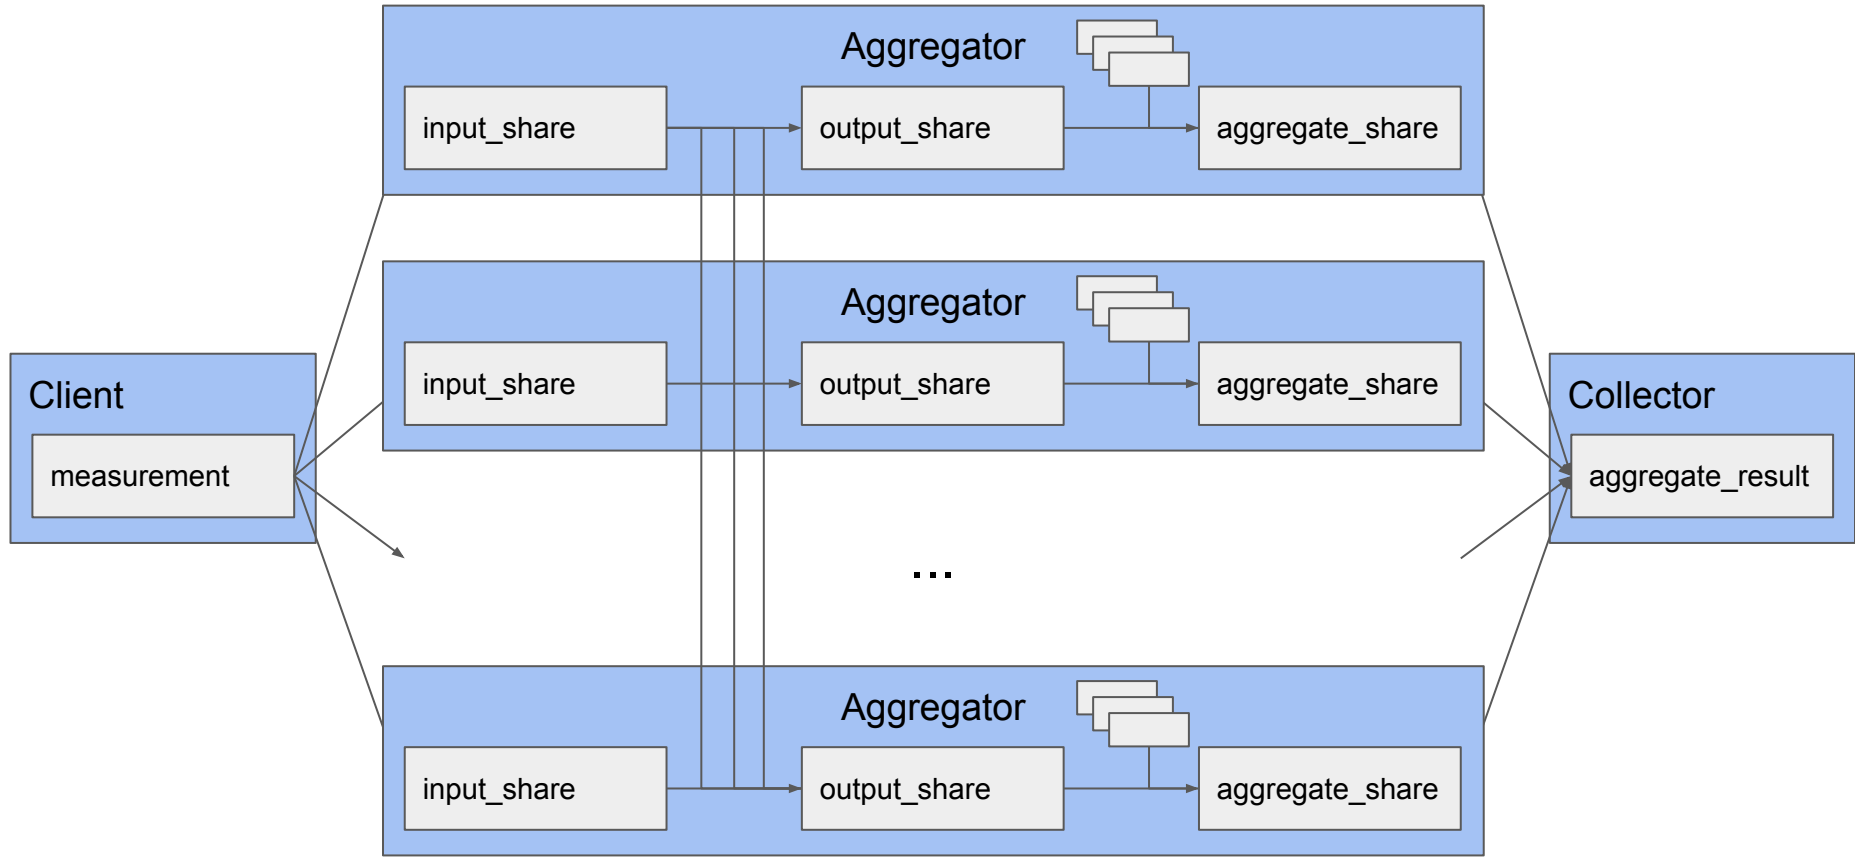 Aggregator
input_share
output_share
aggregate_share
Aggregator
input_share
output_share
aggregate_share
Client
measurement
Collector
aggregate_result
...
Aggregator
input_share
output_share
aggregate_share